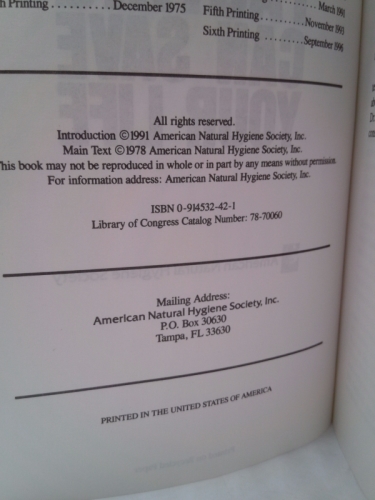 Printing . . . . . . . . . . December 1975
March 1991
Fifth Printing . . . . . . . . . November 1993
Sixth Printing . . . . . . . . September 1996
All rights reserved.
Introduction ©1991 American Natural Hygiene Society, Inc.
Main Text ©1978 American Natural Hygiene Society, Inc.
This book may not be reproduced in whole or in part by any means without permission.
For information address: American Natural Hygiene Society, Inc.
ISBN 0-914532-42-1
Library of Congress Catalog Number: 78-70060
Mailing Address:
American Natural Hygiene Society, Inc.
P.O. Box 30630
Tampa, FL 33630
PRINTED IN THE UNITED STATES OF AMERICA